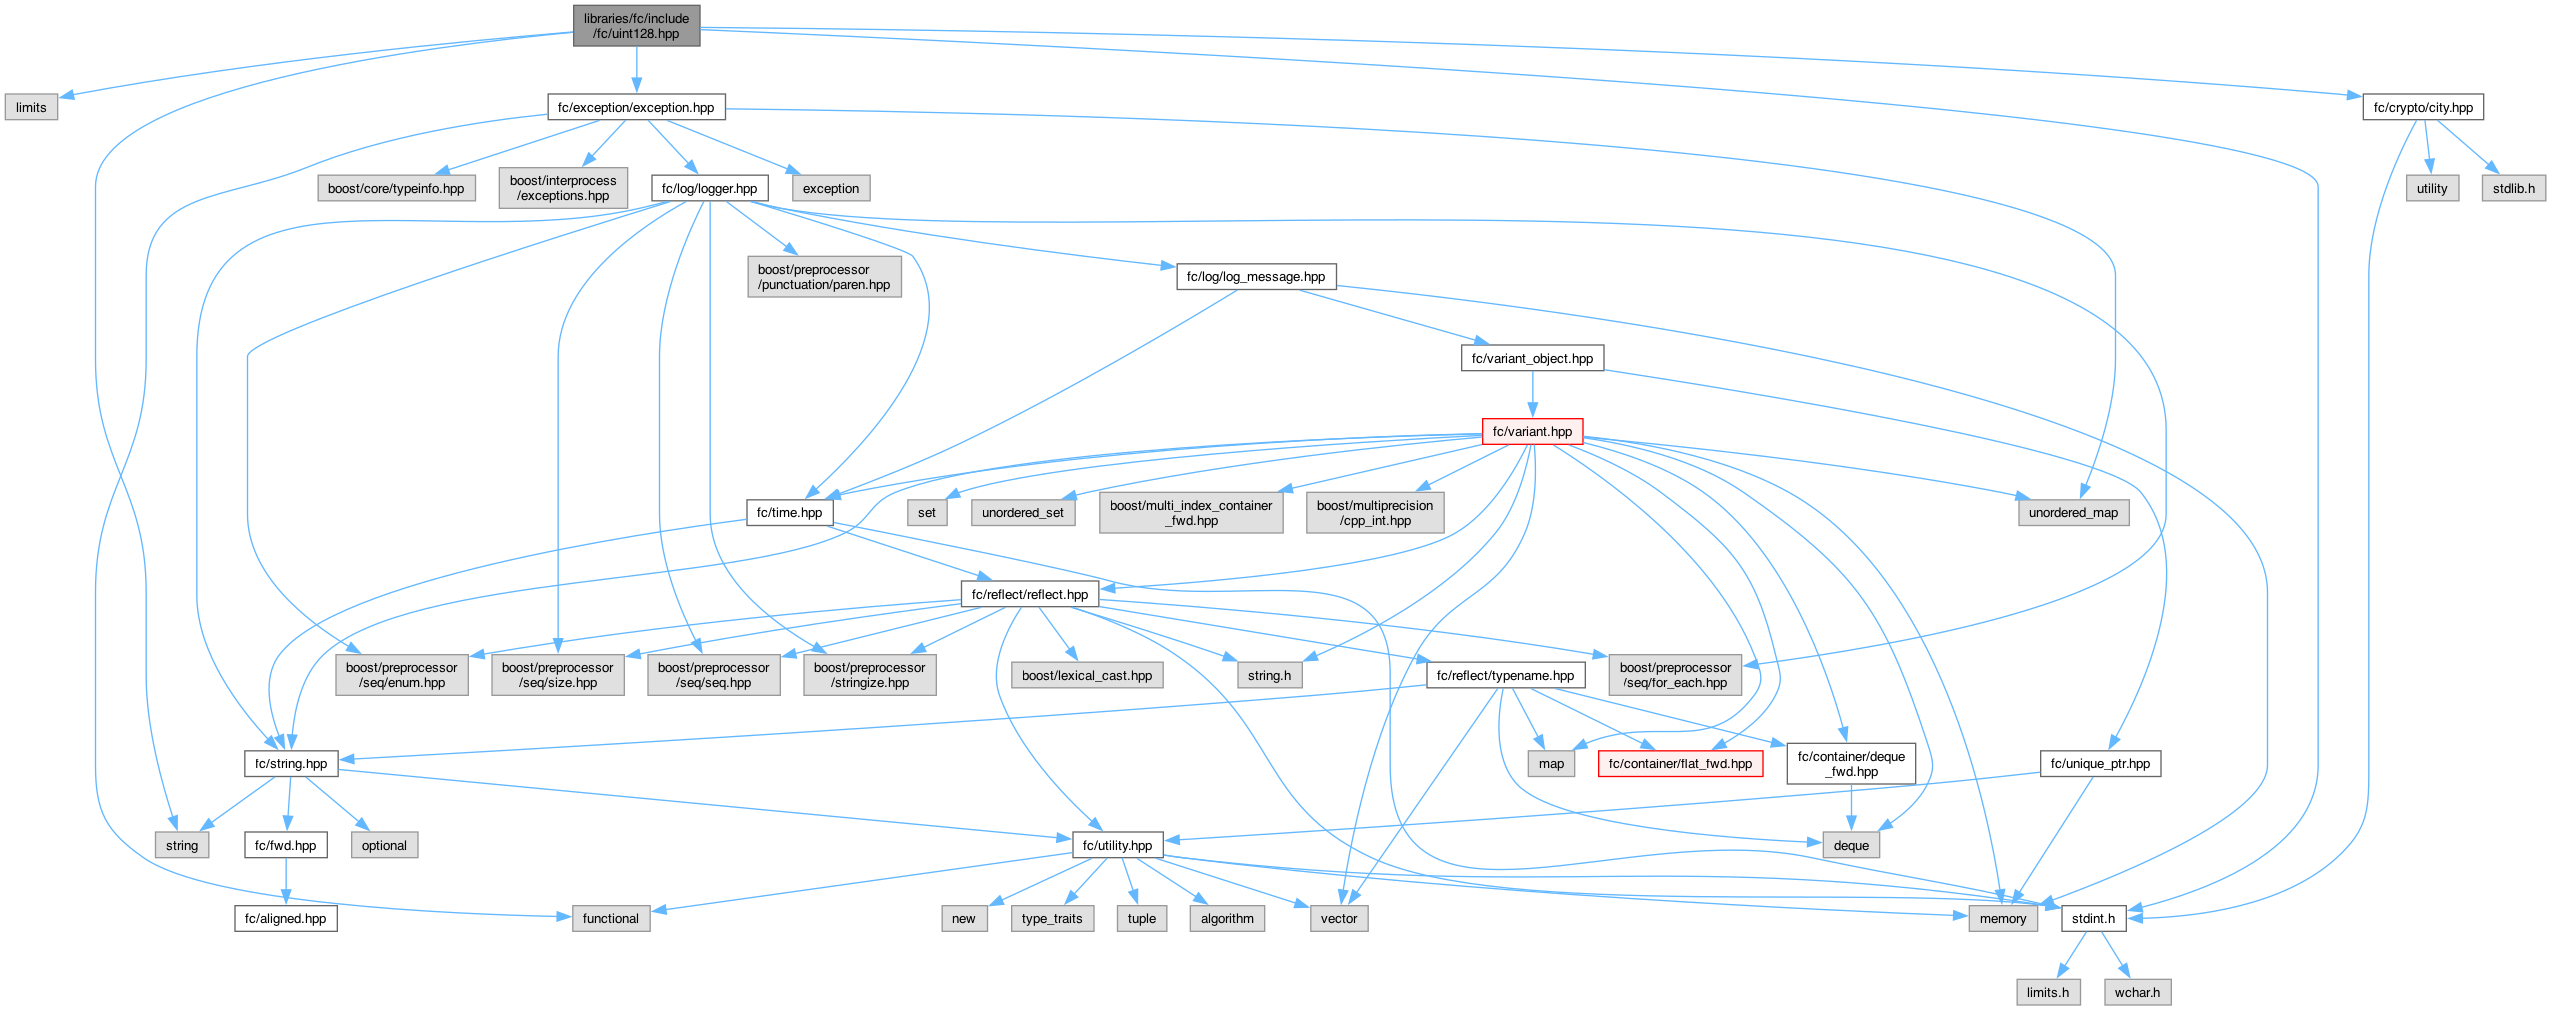 libraries/fc/include
/fc/uint128.hpp
limits
fc/exception/exception.hpp
fc/crypto/city.hpp
boost/core/typeinfo.hpp
boost/interprocess
/exceptions.hpp
fc/log/logger.hpp
exception
utility
stdlib.h
boost/preprocessor
/punctuation/paren.hpp
fc/log/log_message.hpp
fc/variant_object.hpp
fc/variant.hpp
fc/time.hpp
set
unordered_set
boost/multi_index_container
_fwd.hpp
boost/multiprecision
/cpp_int.hpp
unordered_map
fc/reflect/reflect.hpp
boost/preprocessor
/seq/enum.hpp
boost/preprocessor
/seq/size.hpp
boost/preprocessor
/seq/seq.hpp
boost/preprocessor
/stringize.hpp
boost/lexical_cast.hpp
string.h
fc/reflect/typename.hpp
boost/preprocessor
/seq/for_each.hpp
fc/string.hpp
map
fc/container/flat_fwd.hpp
fc/container/deque
_fwd.hpp
fc/unique_ptr.hpp
string
fc/fwd.hpp
optional
fc/utility.hpp
deque
fc/aligned.hpp
functional
new
type_traits
tuple
algorithm
vector
memory
stdint.h
limits.h
wchar.h